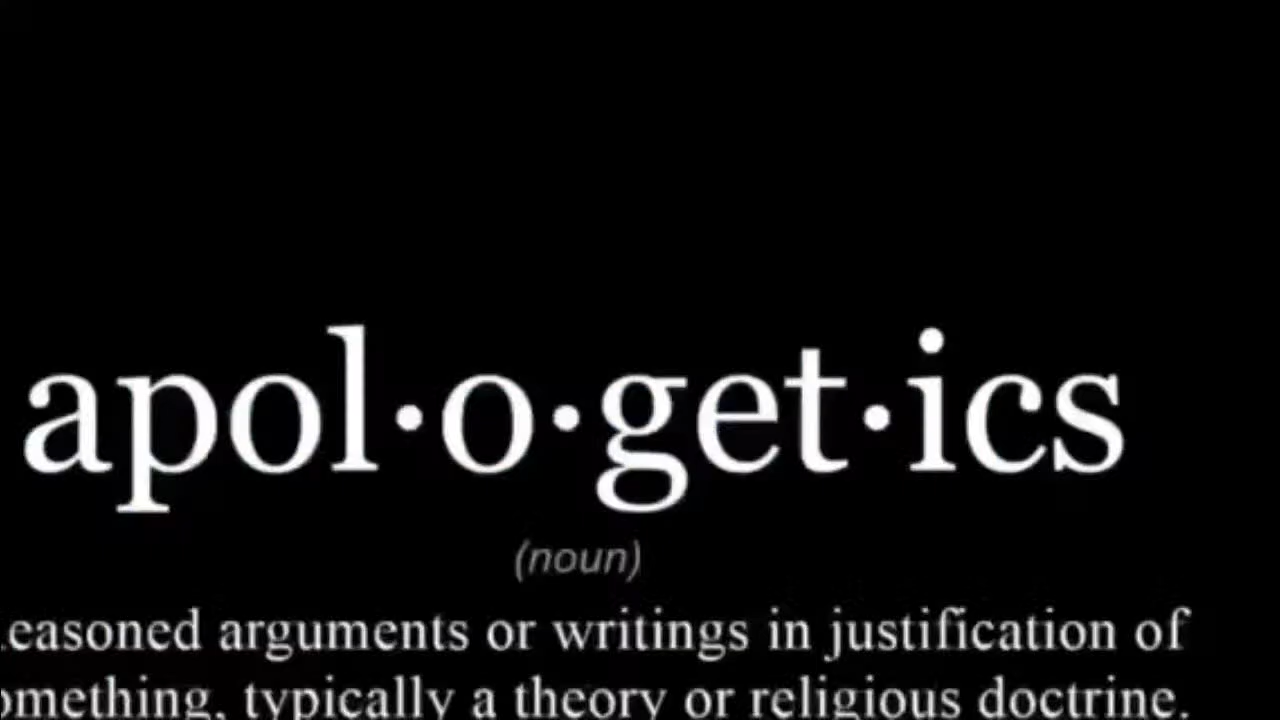 apol·o·get·ics
(noun)
easoned arguments or writings in justification of
omething, typically a theory or religious doctrine.